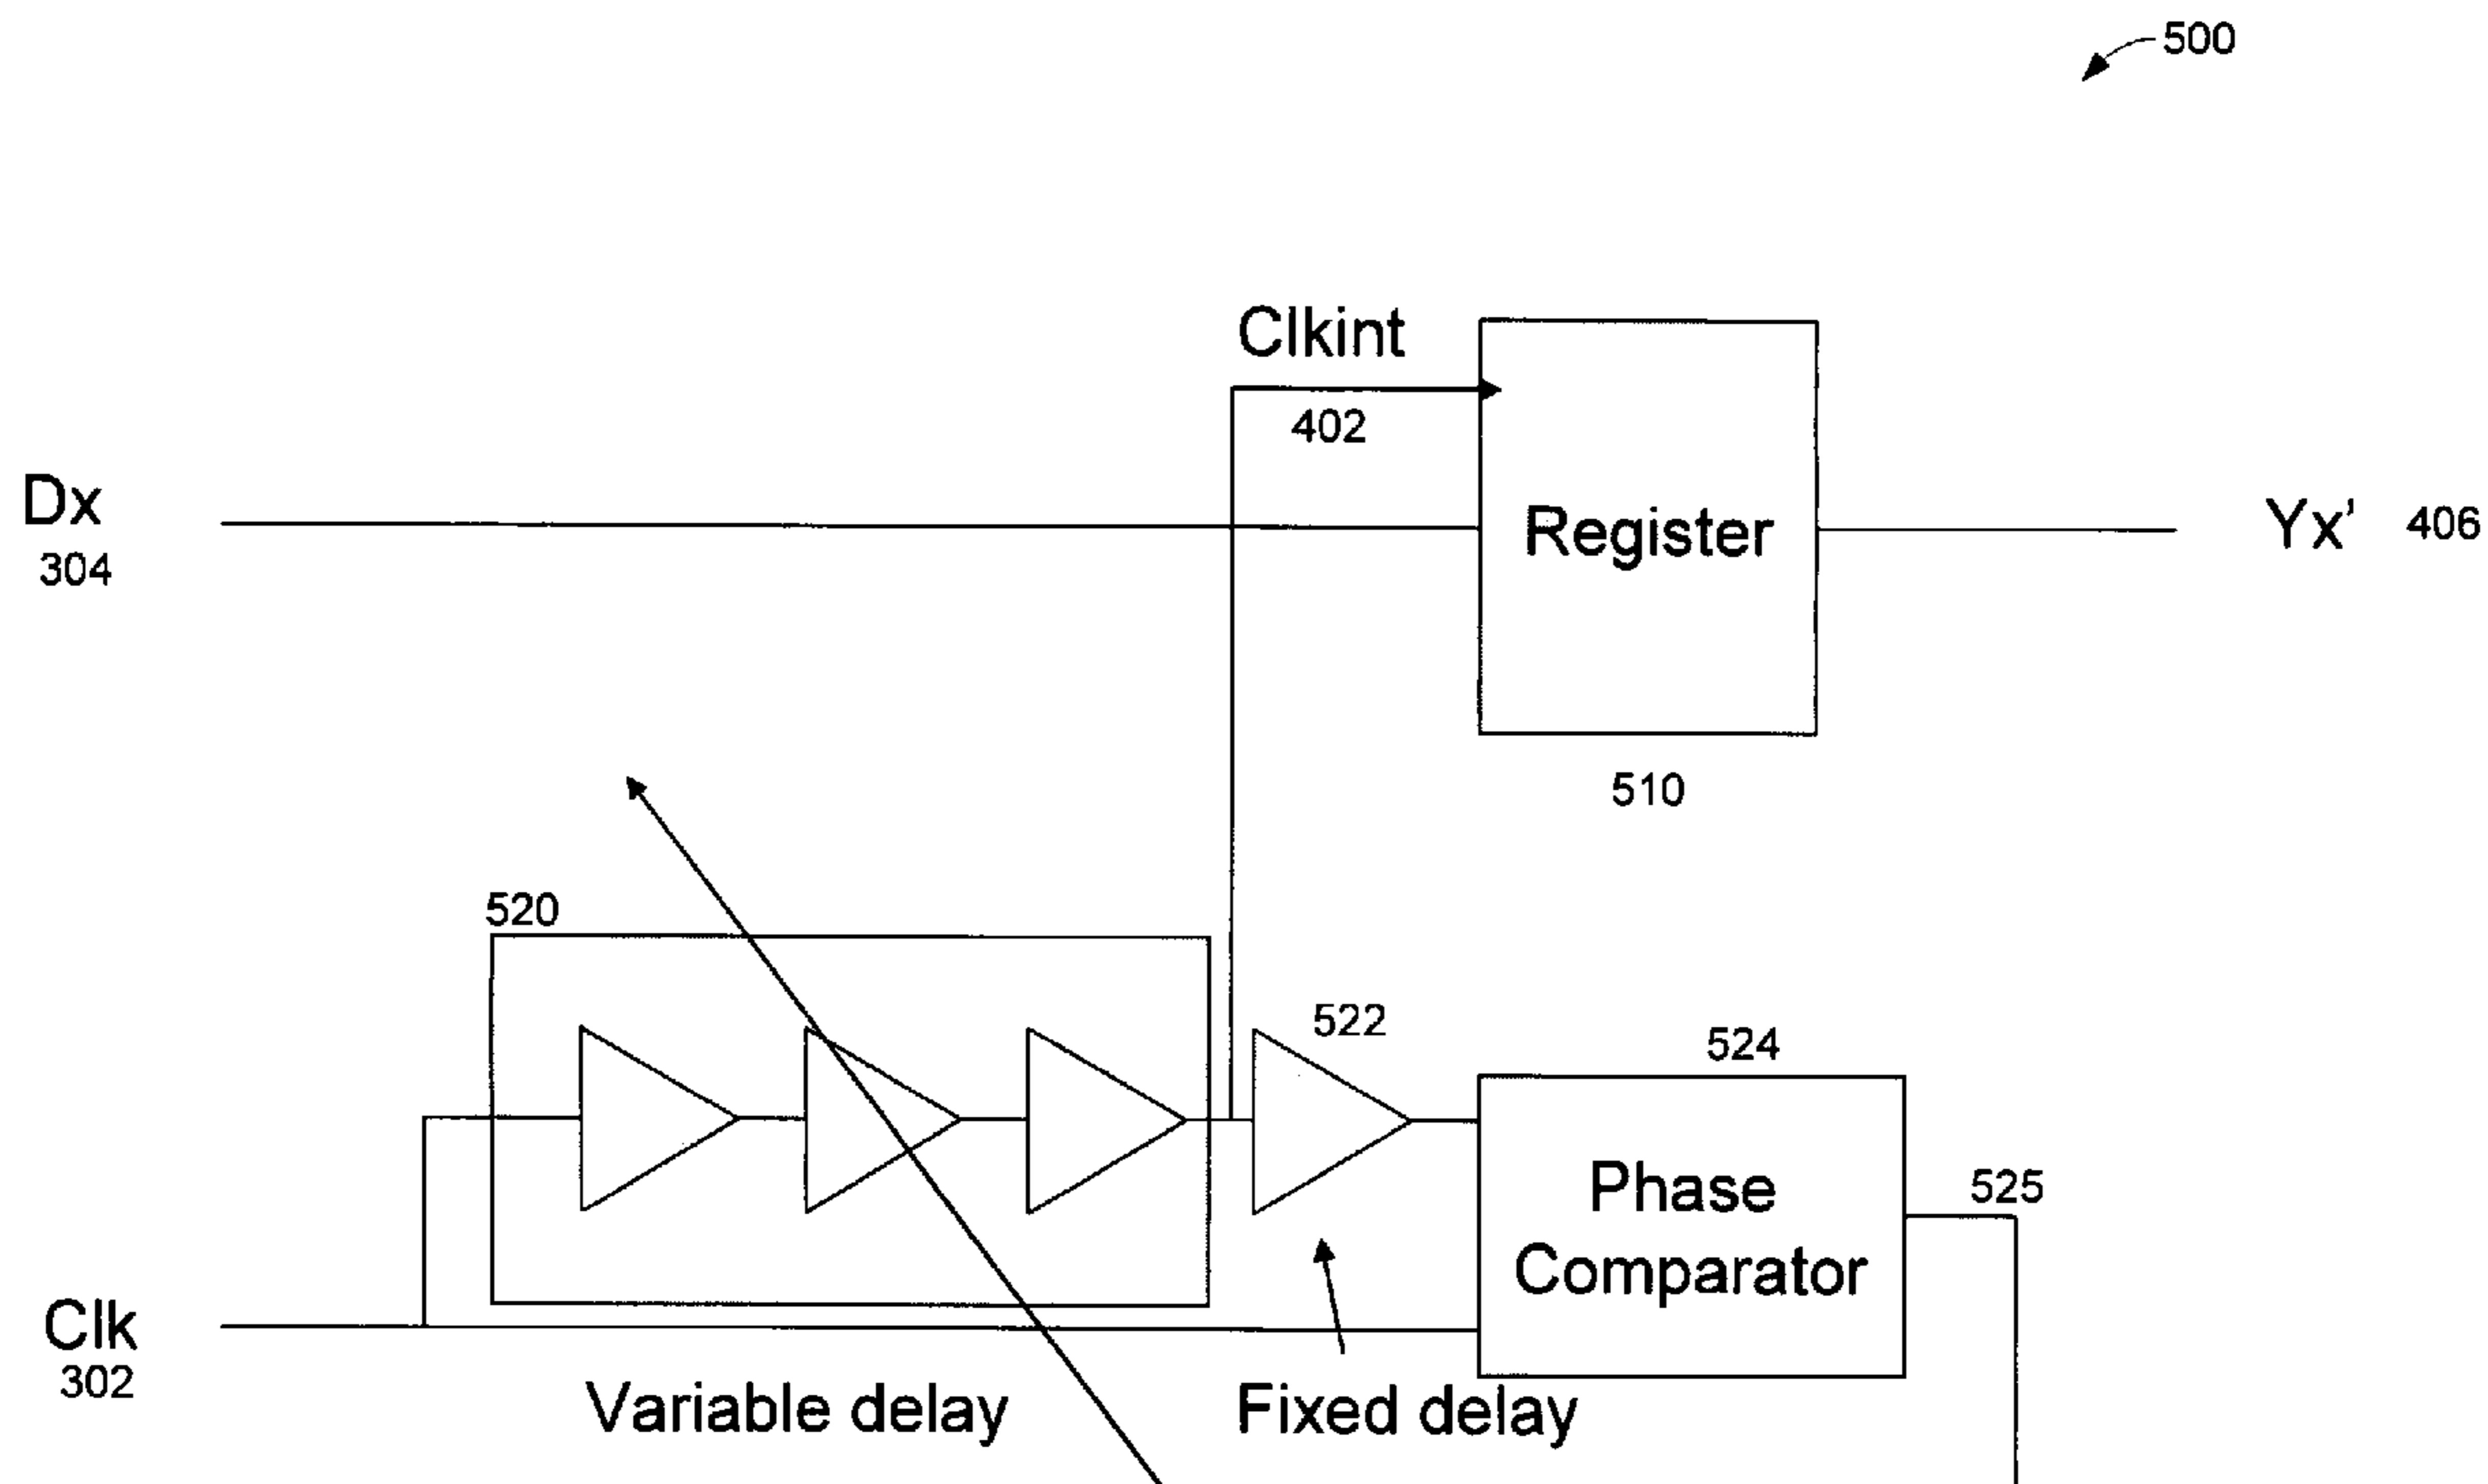 500
Clkint
402
Dx
304
Register
Yx' 406
510
520
522
524
Phase
Comparator
525
Clk
302
Variable delay
Fixed delay